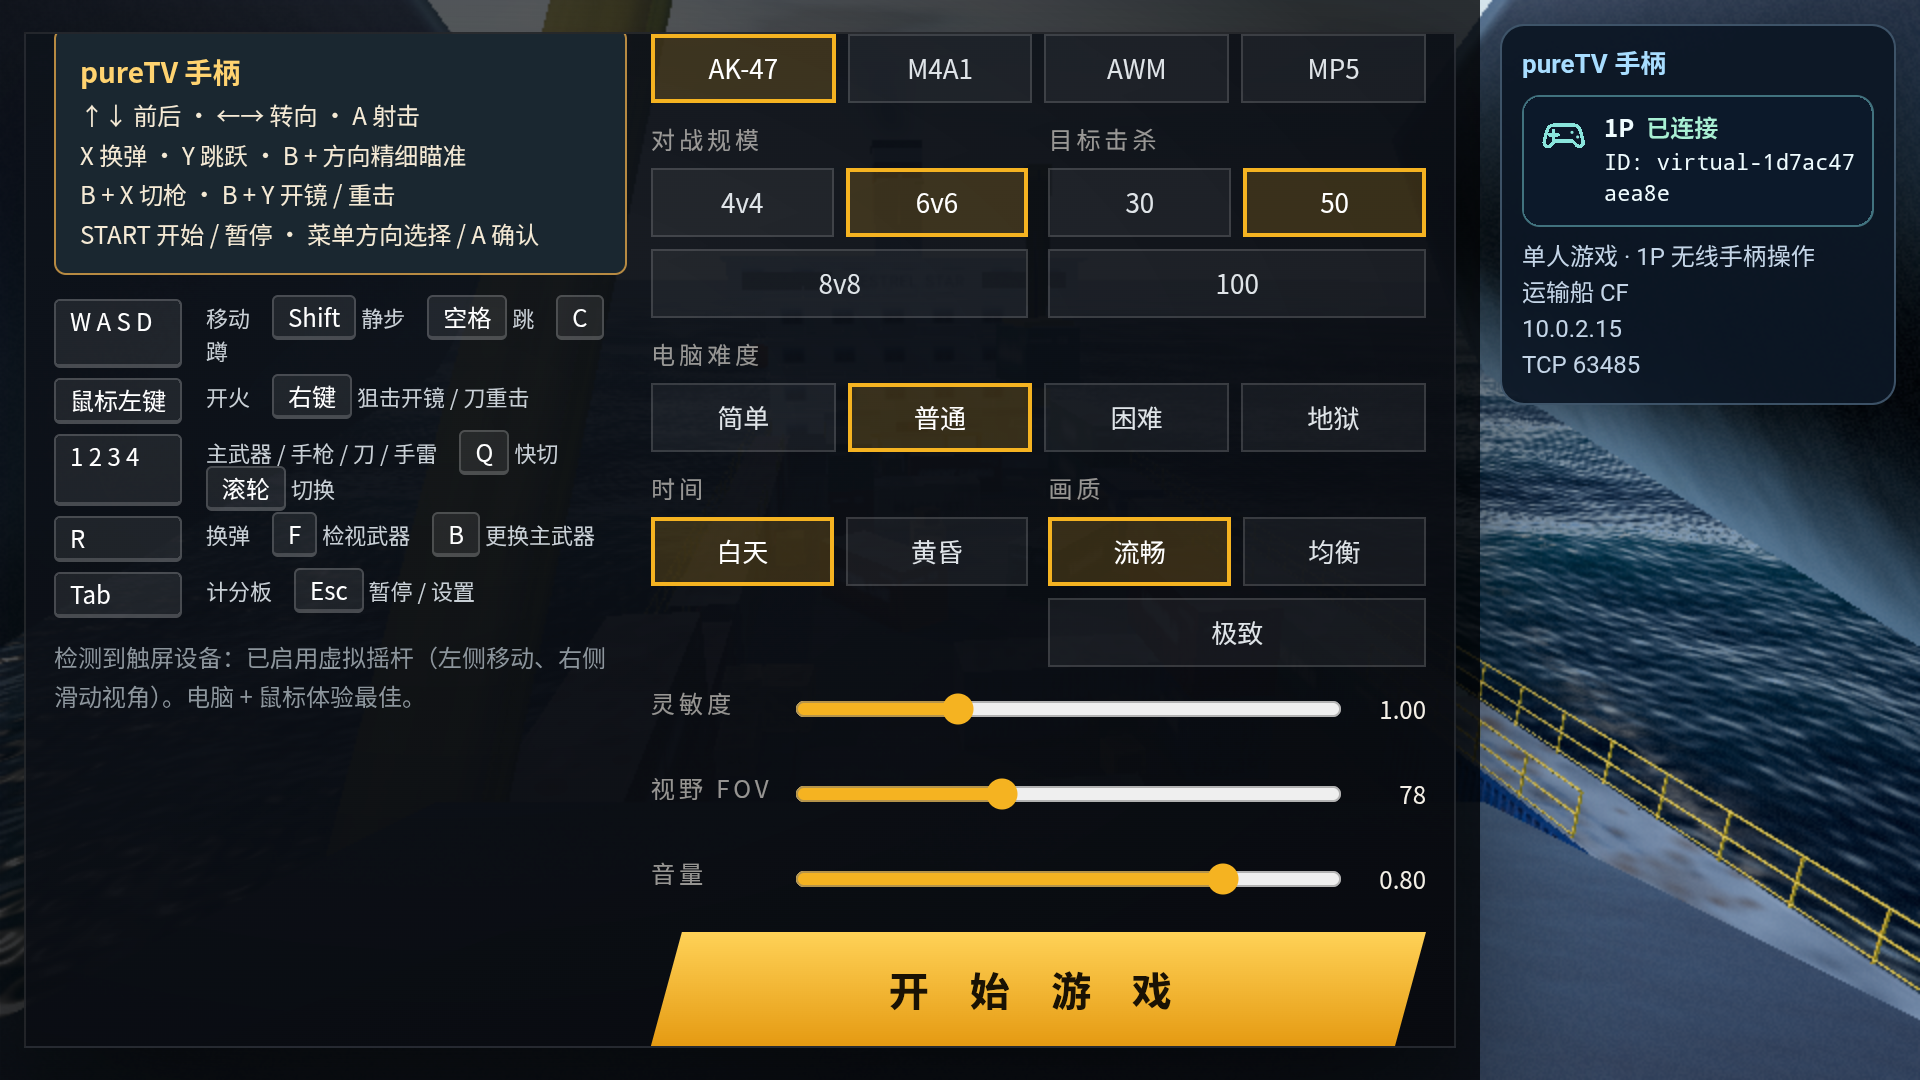 pureTV 手柄
↑↓ 前后 · ←→ 转向 · A 射击
X 换弹 · Y 跳跃 · B + 方向精细瞄准
B + X 切枪 · B + Y 开镜 / 重击
START 开始 / 暂停 · 菜单方向选择 / A 确认
W A S D 移动 Shift 静步 空格 跳 C
蹲
鼠标左键 开火 右键 狙击开镜 / 刀重击
1 2 3 4 主武器 / 手枪 / 刀 / 手雷 Q 快切
滚轮 切换
R 换弹 F 检视武器 B 更换主武器
Tab 计分板 Esc 暂停 / 设置
检测到触屏设备：已启用虚拟摇杆（左侧移动、右侧
滑动视角）。电脑 + 鼠标体验最佳。
AK-47 M4A1 AWM MP5
对战规模 目标击杀
4v4 6v6 30 50
8v8 100
电脑难度
简单 普通 困难 地狱
时间 画质
白天 黄昏 流畅 均衡
极致
灵敏度 1.00
视野 FOV 78
音量 0.80
开始游戏
pureTV 手柄
1P 已连接
ID: virtual-1d7ac47
aea8e
单人游戏 · 1P 无线手柄操作
运输船 CF
10.0.2.15
TCP 63485